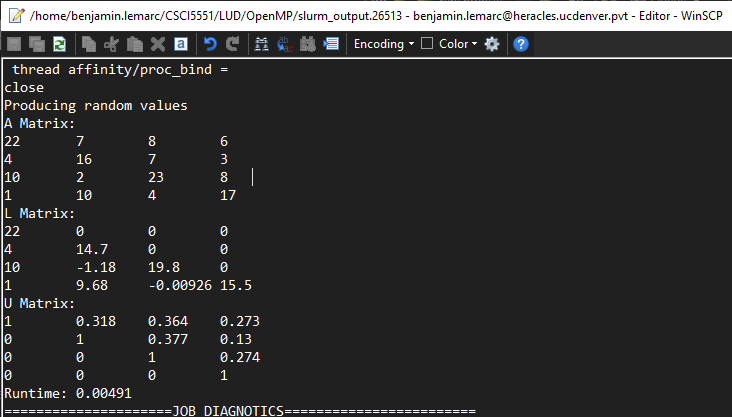 /home/benjamin.lemarc/CSCI5551/LUD/OpenMP/slurm_output.26513 - benjamin.lemarc@heracles.ucdenver.pvt - Editor - WinSCP
Encoding Color
thread affinity/proc_bind =
close
Producing random values
A Matrix:
22 7 8 6
4 16 7 3
10 2 23 8
1 10 4 17
L Matrix:
22 0 0 0
4 14.7 0 0
10 -1.18 19.8 0
1 9.68 -0.00926 15.5
U Matrix:
1 0.318 0.364 0.273
0 1 0.377 0.13
0 0 1 0.274
0 0 0 1
Runtime: 0.00491
=====================JOB DIAGNOTICS========================